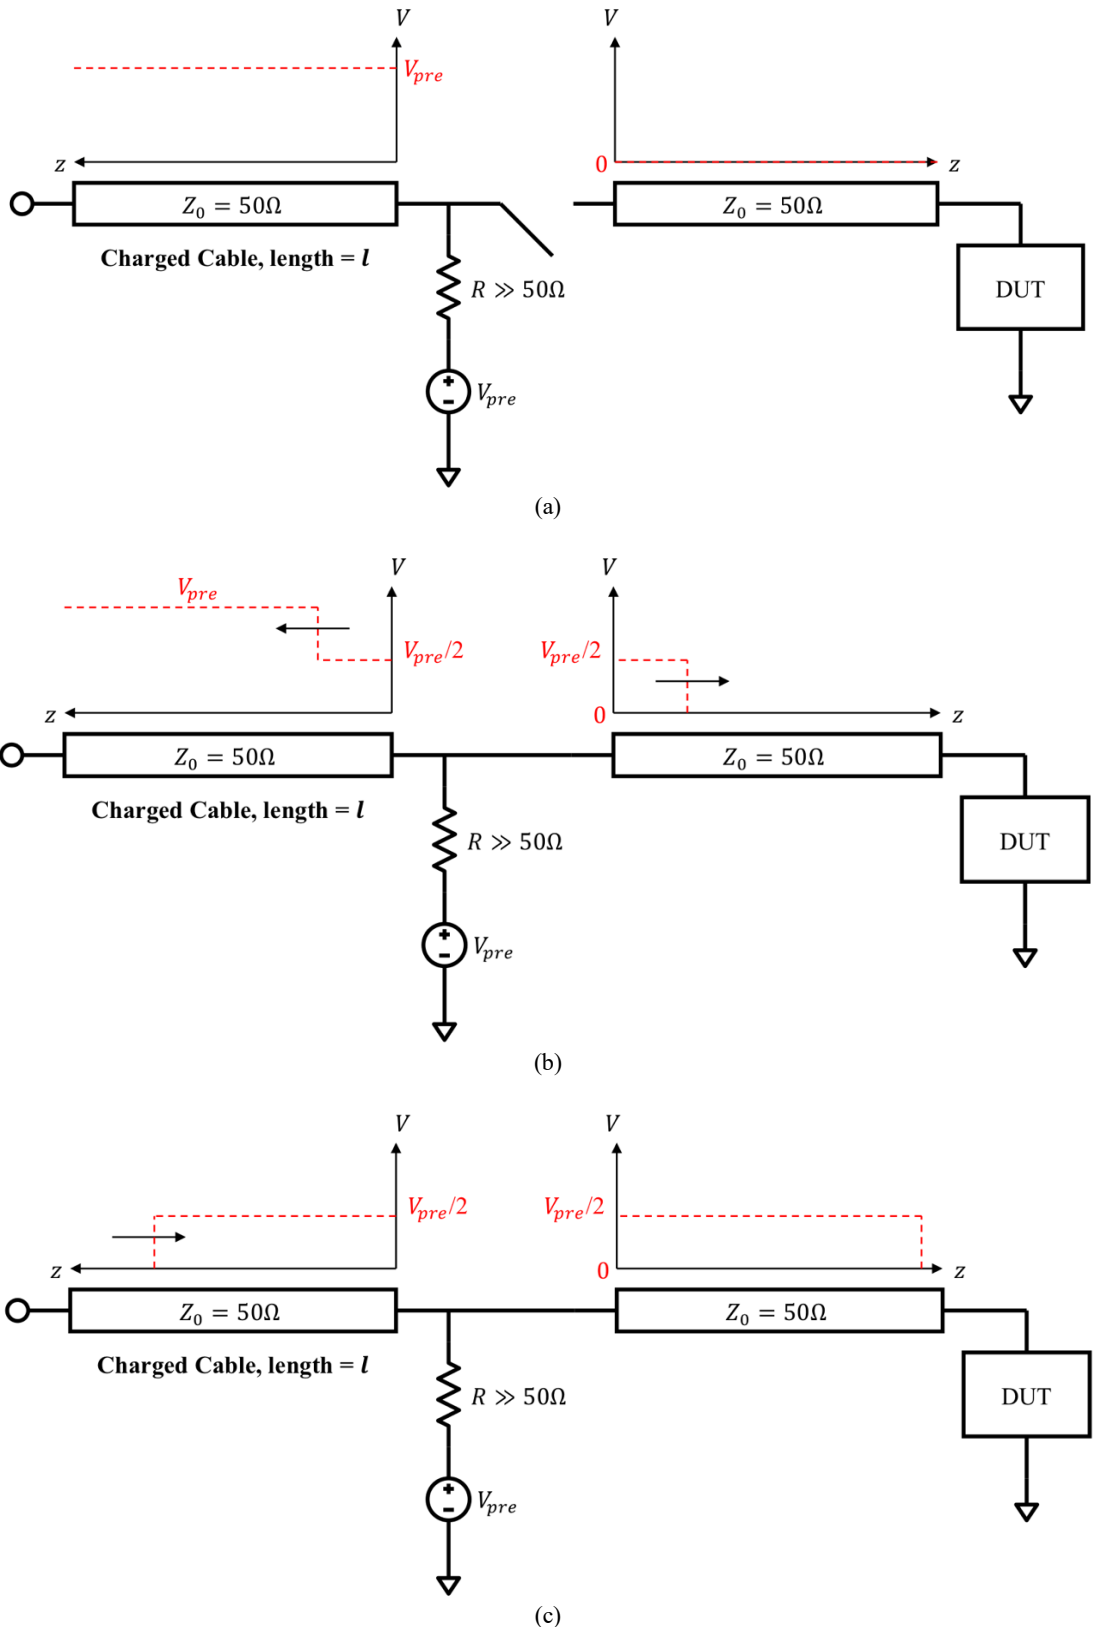 V V
V_pre
z 0 z
Z_0 = 50Ω Z_0 = 50Ω
Charged Cable, length = l
R ≫ 50Ω DUT
V_pre
(a)
V V
V_pre
V_pre/2 V_pre/2
z 0 z
Z_0 = 50Ω Z_0 = 50Ω
Charged Cable, length = l
R ≫ 50Ω DUT
V_pre
(b)
V V
V_pre/2 V_pre/2
z 0 z
Z_0 = 50Ω Z_0 = 50Ω
Charged Cable, length = l
R ≫ 50Ω DUT
V_pre
(c)